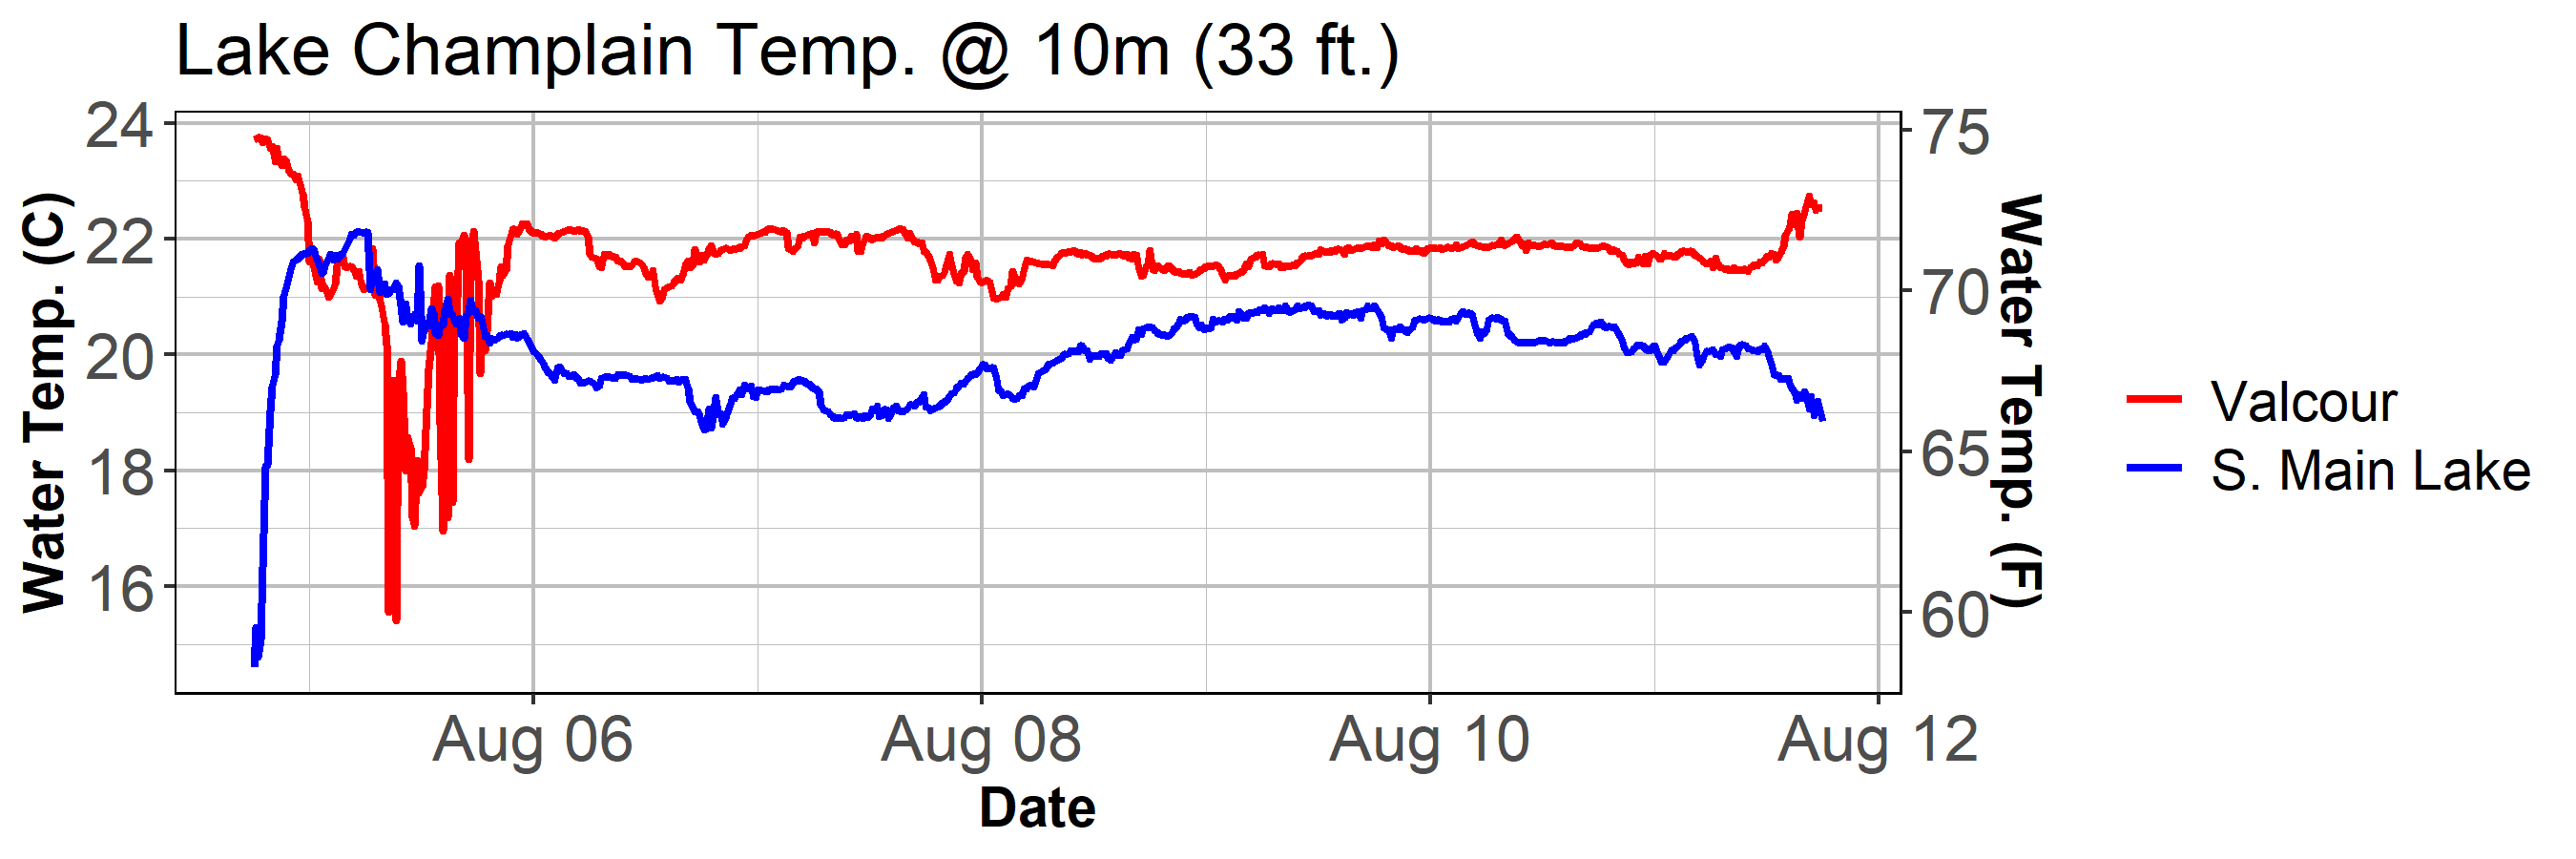 Lake Champlain Temp. @ 10m (33 ft.)
Water Temp. (C)
24
22
20
18
16
75
70
65
60
Water Temp. (F)
Aug 06
Aug 08
Aug 10
Aug 12
Date
Valcour
S. Main Lake